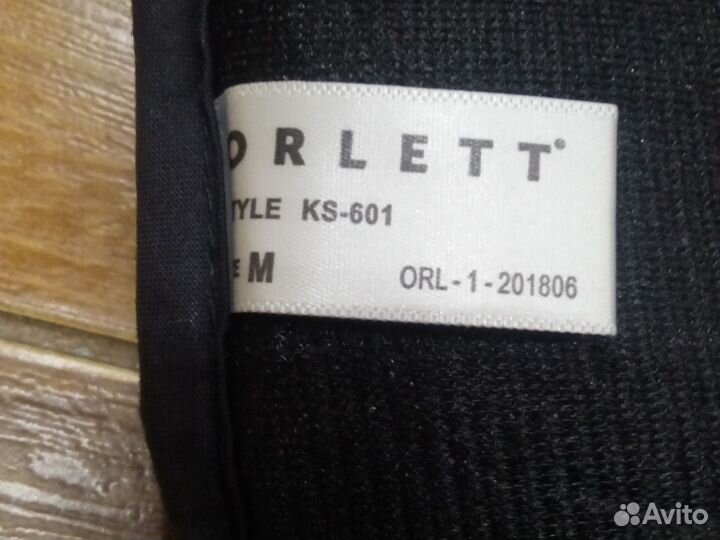 ORLETT®
TYLE KS-601
E M
ORL-1-201806
Avito